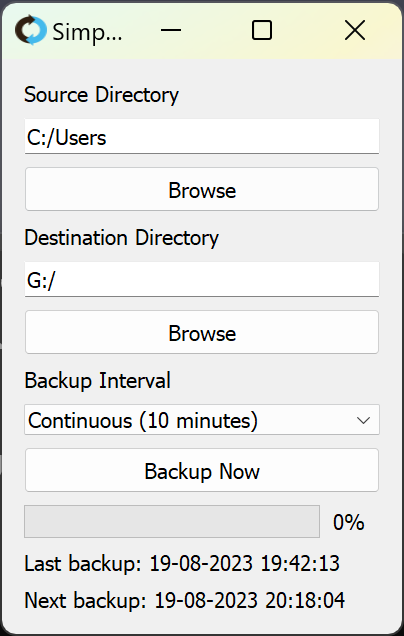 Simp...
Source Directory
C:/Users
Browse
Destination Directory
G:/
Browse
Backup Interval
Continuous (10 minutes)
Backup Now
0%
Last backup: 19-08-2023 19:42:13
Next backup: 19-08-2023 20:18:04